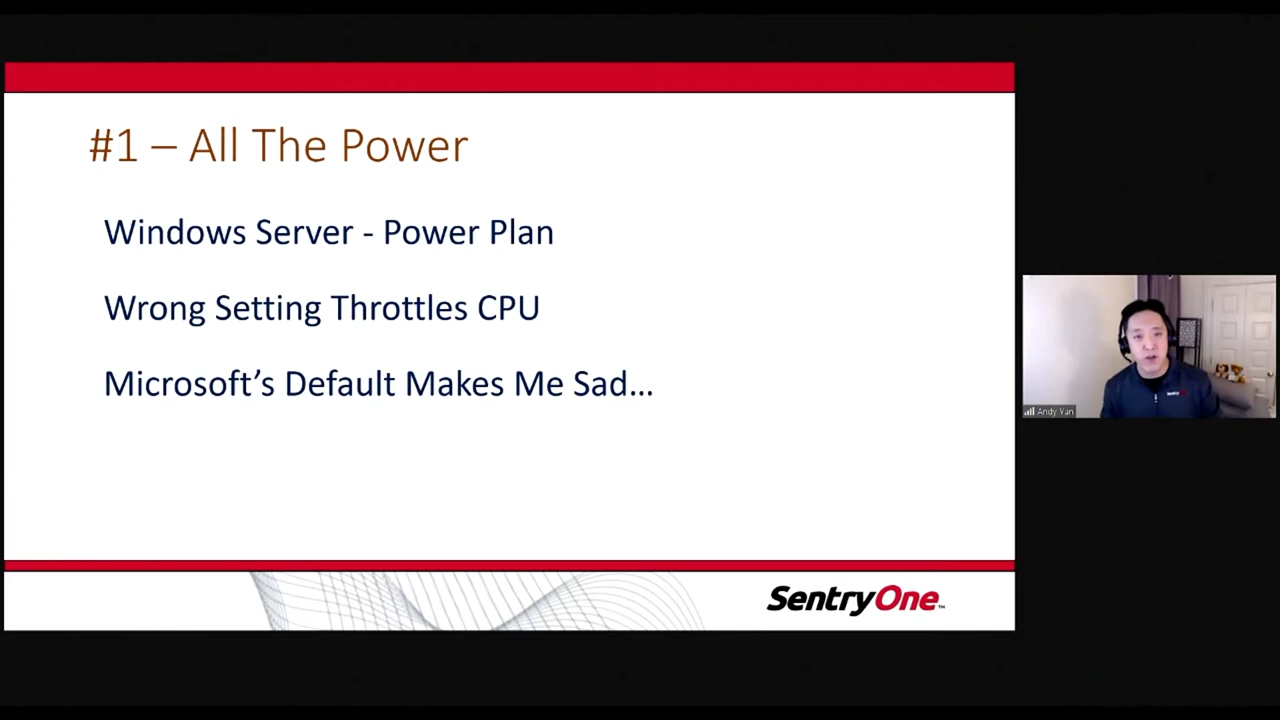 #1 – All The Power
Windows Server - Power Plan
Wrong Setting Throttles CPU
Microsoft’s Default Makes Me Sad...
SentryOne™
Andy Yun
SentryOne